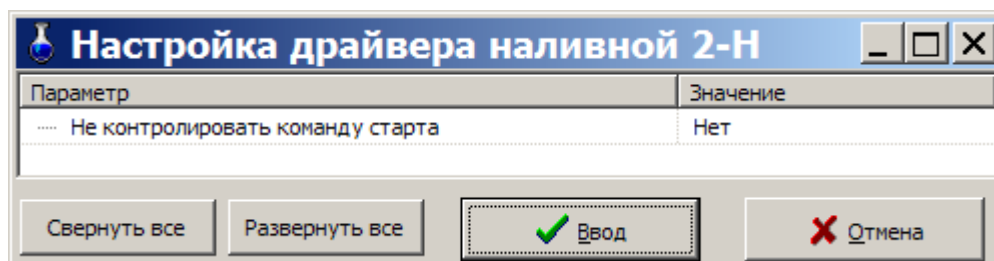 Настройка драйвера наливной 2-Н
Параметр Значение
Не контролировать команду старта Нет
Свернуть все Развернуть все Ввод Отмена